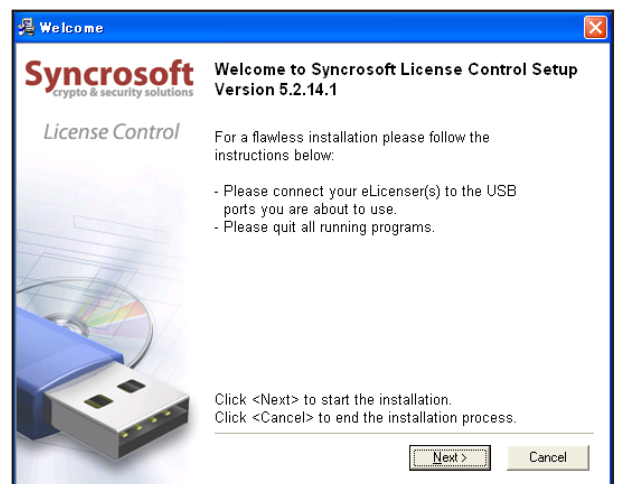 Welcome
Syncrosoft
crypto & security solutions
License Control
Welcome to Syncrosoft License Control Setup
Version 5.2.14.1
For a flawless installation please follow the
instructions below:
- Please connect your eLicenser(s) to the USB
ports you are about to use.
- Please quit all running programs.
Click <Next> to start the installation.
Click <Cancel> to end the installation process.
Next >
Cancel